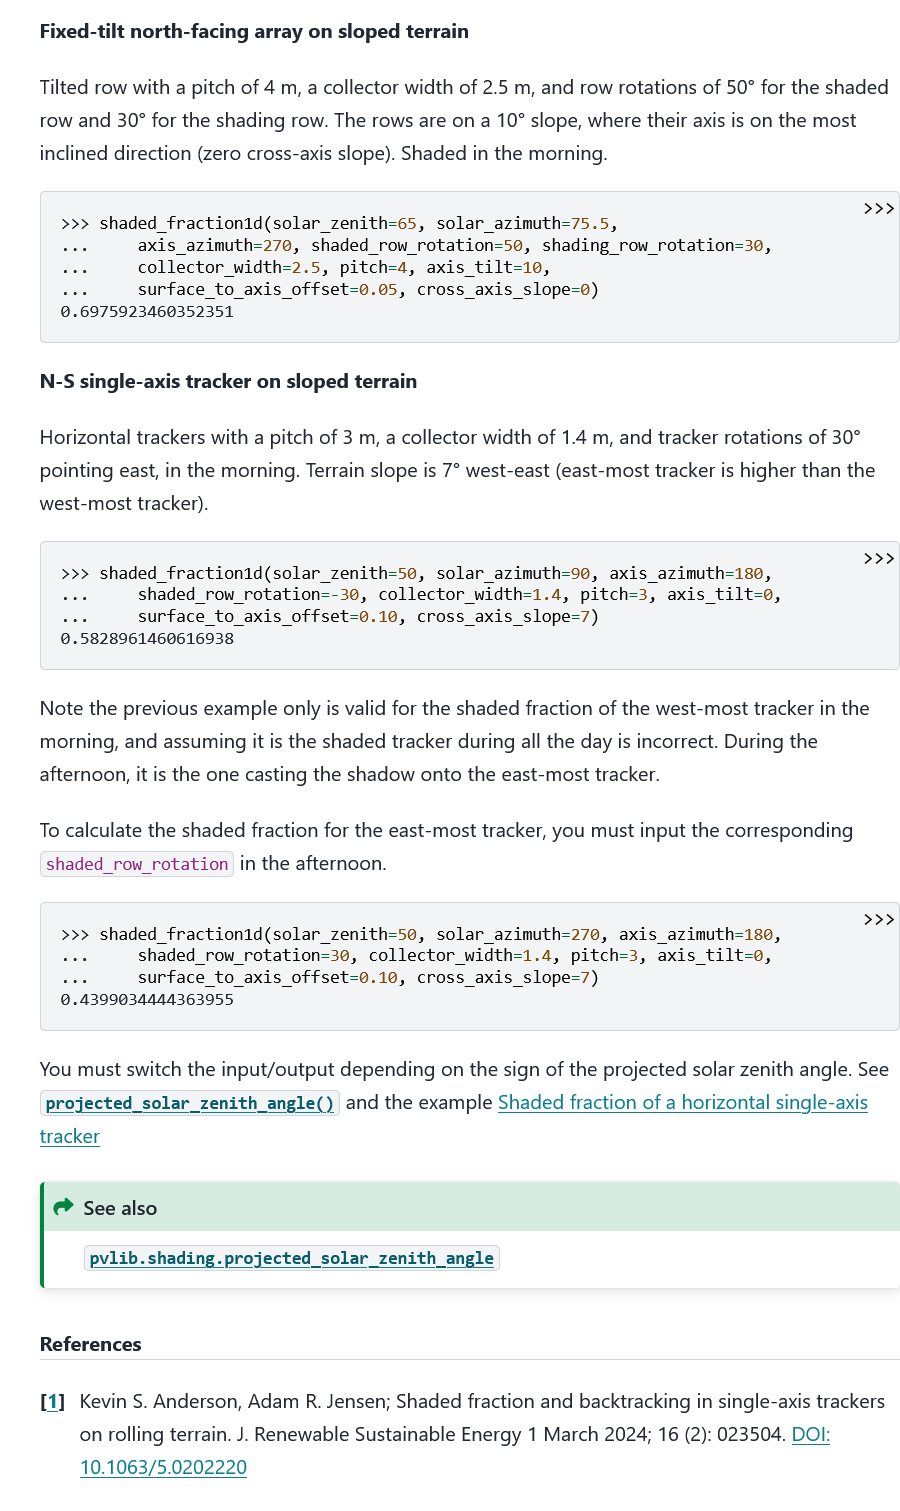 Fixed-tilt north-facing array on sloped terrain
Tilted row with a pitch of 4 m, a collector width of 2.5 m, and row rotations of 50° for the shaded
row and 30° for the shading row. The rows are on a 10° slope, where their axis is on the most
inclined direction (zero cross-axis slope). Shaded in the morning.
>>>
>>> shaded_fraction1d(solar_zenith=65, solar_azimuth=75.5,
...     axis_azimuth=270, shaded_row_rotation=50, shading_row_rotation=30,
...     collector_width=2.5, pitch=4, axis_tilt=10,
...     surface_to_axis_offset=0.05, cross_axis_slope=0)
0.6975923460352351
N-S single-axis tracker on sloped terrain
Horizontal trackers with a pitch of 3 m, a collector width of 1.4 m, and tracker rotations of 30°
pointing east, in the morning. Terrain slope is 7° west-east (east-most tracker is higher than the
west-most tracker).
>>>
>>> shaded_fraction1d(solar_zenith=50, solar_azimuth=90, axis_azimuth=180,
...     shaded_row_rotation=-30, collector_width=1.4, pitch=3, axis_tilt=0,
...     surface_to_axis_offset=0.10, cross_axis_slope=7)
0.5828961460616938
Note the previous example only is valid for the shaded fraction of the west-most tracker in the
morning, and assuming it is the shaded tracker during all the day is incorrect. During the
afternoon, it is the one casting the shadow onto the east-most tracker.
To calculate the shaded fraction for the east-most tracker, you must input the corresponding
shaded_row_rotation in the afternoon.
>>>
>>> shaded_fraction1d(solar_zenith=50, solar_azimuth=270, axis_azimuth=180,
...     shaded_row_rotation=30, collector_width=1.4, pitch=3, axis_tilt=0,
...     surface_to_axis_offset=0.10, cross_axis_slope=7)
0.4399034444363955
You must switch the input/output depending on the sign of the projected solar zenith angle. See
projected_solar_zenith_angle() and the example Shaded fraction of a horizontal single-axis
tracker
See also
pvlib.shading.projected_solar_zenith_angle
References
[1] Kevin S. Anderson, Adam R. Jensen; Shaded fraction and backtracking in single-axis trackers
on rolling terrain. J. Renewable Sustainable Energy 1 March 2024; 16 (2): 023504. DOI:
10.1063/5.0202220